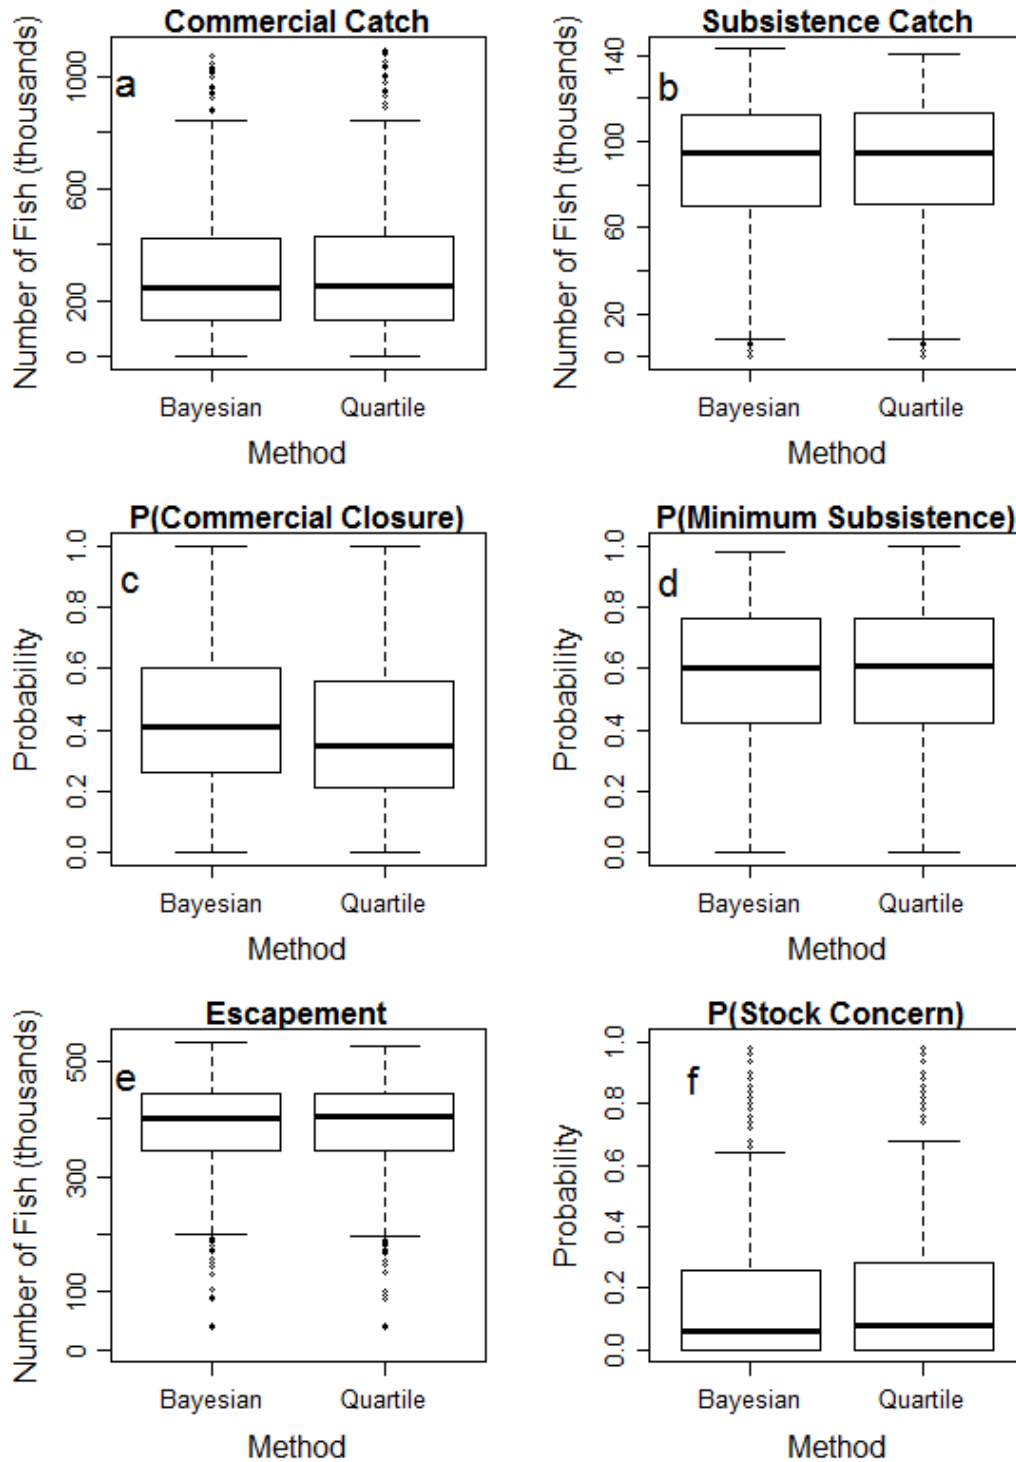 Commercial Catch
a
Number of Fish (thousands)
1000
600
200
0
Bayesian Quartile
Method
Subsistence Catch
b
Number of Fish (thousands)
140
100
60
20
0
Bayesian Quartile
Method
P(Commercial Closure)
c
Probability
1.0
0.8
0.6
0.4
0.2
0.0
Bayesian Quartile
Method
P(Minimum Subsistence)
d
Probability
1.0
0.8
0.6
0.4
0.2
0.0
Bayesian Quartile
Method
Escapement
e
Number of Fish (thousands)
500
300
100
0
Bayesian Quartile
Method
P(Stock Concern)
f
Probability
1.0
0.8
0.6
0.4
0.2
0.0
Bayesian Quartile
Method